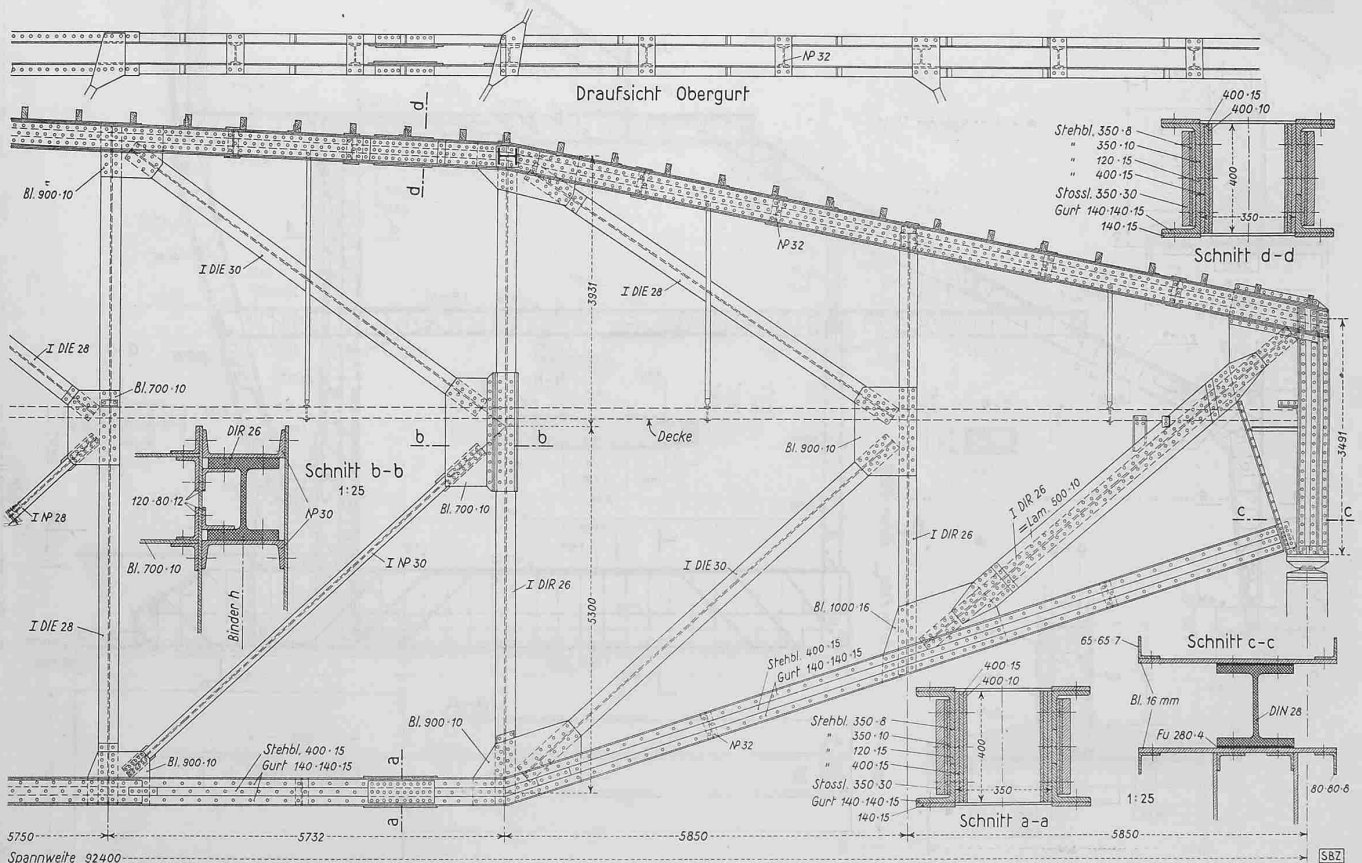 NP 32
Draufsicht Obergurt
d
d
400·15
400·10
Stehbl. 350·8
" 350·10
" 120·15
" 400·15
Stossl. 350·30
Gurt 140·140·15
140·15
400
350
Schnitt d-d
Bl. 900·10
I DIE 30
3931
NP 32
I DIE 28
I DIE 28
Bl. 700·10
DIR 26
Schnitt b-b
1:25
120·80·12
NP 30
Bl. 700·10
Binder h
I NP 28
b
b
Decke
Bl. 900·10
Bl. 700·10
3491
I DIR 26
=Lam. 500·10
c
c
I NP 30
I DIE 30
I DIR 26
I DIR 26
5300
I DIE 28
Bl. 1000·16
Stehbl. 400·15
Gurt 140·140·15
NP 32
Schnitt c-c
65·65·7
Bl. 16 mm
DIN 28
Fu 280·4
1:25
80·80·8
400·15
400·10
Stehbl. 350·8
" 350·10
" 120·15
" 400·15
Stossl. 350·30
Gurt 140·140·15
140·15
400
350
Schnitt a-a
Bl. 900·10
Bl. 900·10
Stehbl. 400·15
Gurt 140·140·15
a
a
5750
5732
5850
5850
Spannweite 92400
SBZ